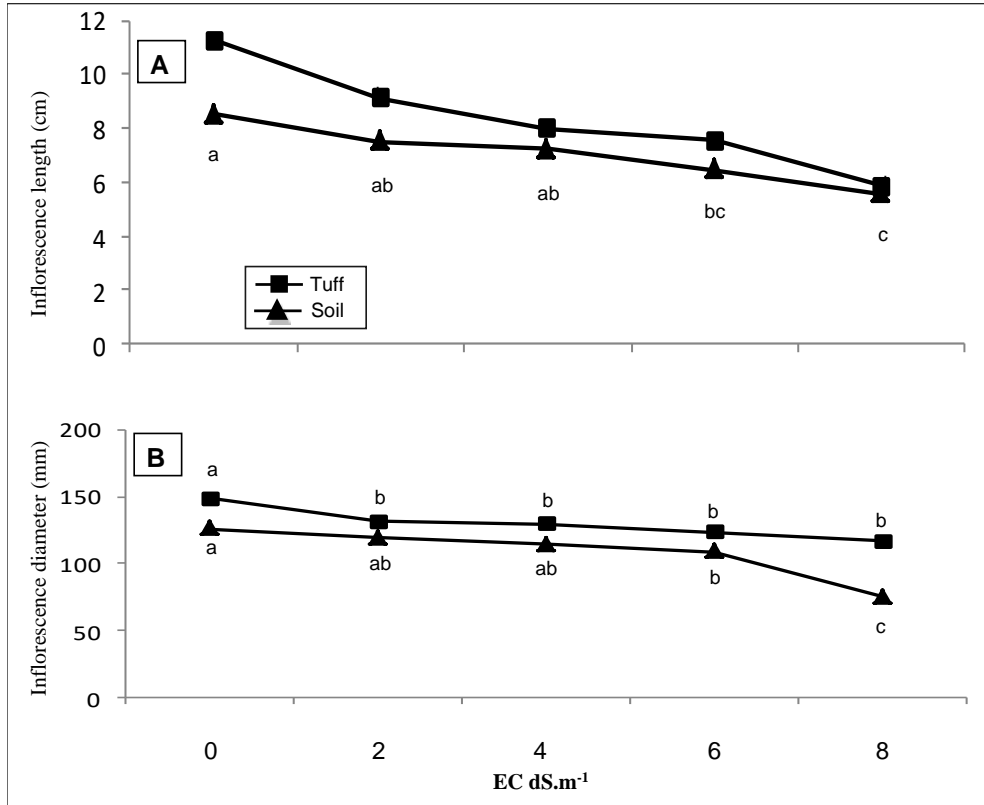 12
10
8
6
4
2
0
Inflorescence length (cm)
A
a
ab
ab
bc
c
Tuff
Soil
200
150
100
50
0
Inflorescence diameter (mm)
B
a
b
b
b
b
a
ab
ab
b
c
0 2 4 6 8
EC dS.m-1